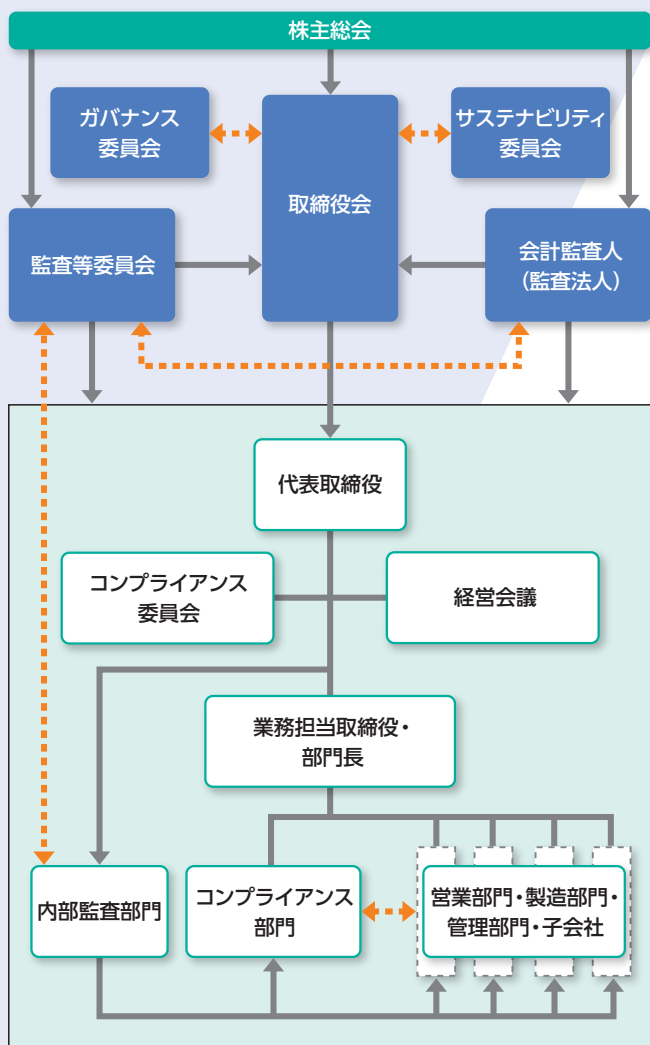 株主総会
ガバナンス
委員会
サステナビリティ
委員会
取締役会
監査等委員会
会計監査人
（監査法人）
代表取締役
コンプライアンス
委員会
経営会議
業務担当取締役・
部門長
内部監査部門
コンプライアンス
部門
営業部門・製造部門・
管理部門・子会社